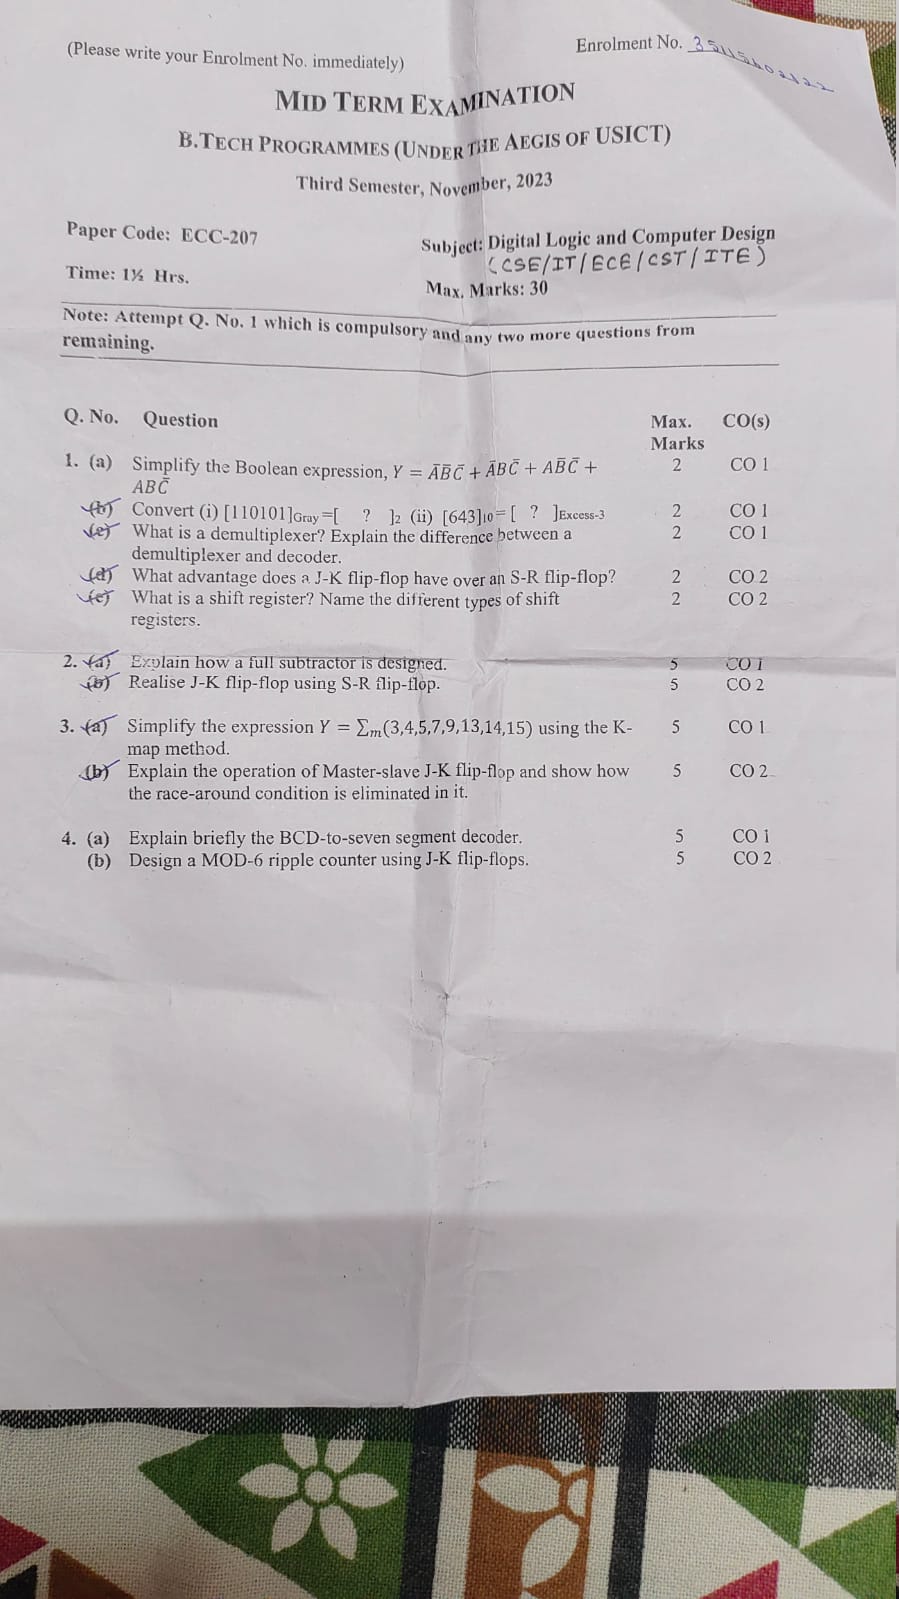 (Please write your Enrolment No. immediately)
Enrolment No. 35115602122
MID TERM EXAMINATION
B.TECH PROGRAMMES (UNDER THE AEGIS OF USICT)
Third Semester, November, 2023
Paper Code: ECC-207
Subject: Digital Logic and Computer Design
(CSE/IT/ECE/CST/ITE)
Time: 1½ Hrs.
Max. Marks: 30
Note: Attempt Q. No. 1 which is compulsory and any two more questions from
remaining.
Q. No. Question Max. CO(s)
Marks
1. (a) Simplify the Boolean expression, Y = ĀB̄C̄ + ĀBC̄ + AB̄C̄ + 2 CO 1
ABC̄
(b) Convert (i) [110101]Gray=[ ? ]2 (ii) [643]10=[ ? ]Excess-3 2 CO 1
(c) What is a demultiplexer? Explain the difference between a 2 CO 1
demultiplexer and decoder.
(d) What advantage does a J-K flip-flop have over an S-R flip-flop? 2 CO 2
(e) What is a shift register? Name the different types of shift 2 CO 2
registers.
2. (a) Explain how a full subtractor is designed. 5 CO 1
(b) Realise J-K flip-flop using S-R flip-flop. 5 CO 2
3. (a) Simplify the expression Y = Σm(3,4,5,7,9,13,14,15) using the K- 5 CO 1
map method.
(b) Explain the operation of Master-slave J-K flip-flop and show how 5 CO 2
the race-around condition is eliminated in it.
4. (a) Explain briefly the BCD-to-seven segment decoder. 5 CO 1
(b) Design a MOD-6 ripple counter using J-K flip-flops. 5 CO 2